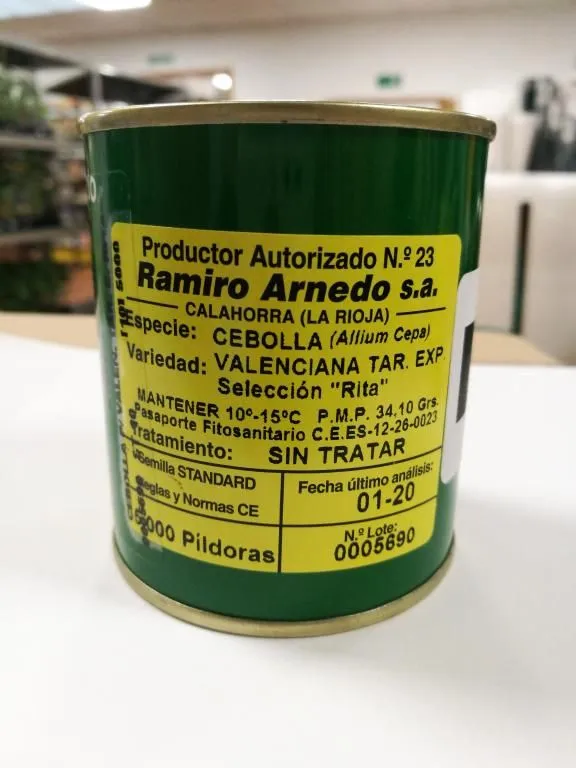 Productor Autorizado N.º 23
Ramiro Arnedo s.a.
CALAHORRA (LA RIOJA)
Especie: CEBOLLA (Allium Cepa)
Variedad: VALENCIANA TAR. EXP.
Selección "Rita"
MANTENER 10º-15ºC P.M.P. 34,10 Grs.
Pasaporte Fitosanitario C.E.ES-12-26-0023
Tratamiento: SIN TRATAR
Semilla STANDARD
Reglas y Normas CE
Fecha último análisis:
01-20
Píldoras
N.º Lote:
0005690